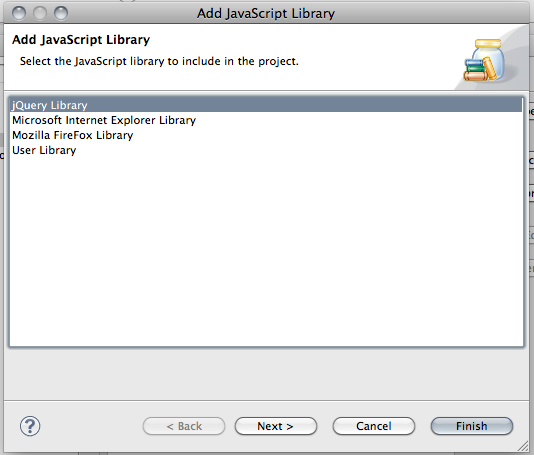 Add JavaScript Library
Add JavaScript Library
Select the JavaScript library to include in the project.
jQuery Library
Microsoft Internet Explorer Library
Mozilla FireFox Library
User Library
?
< Back
Next >
Cancel
Finish